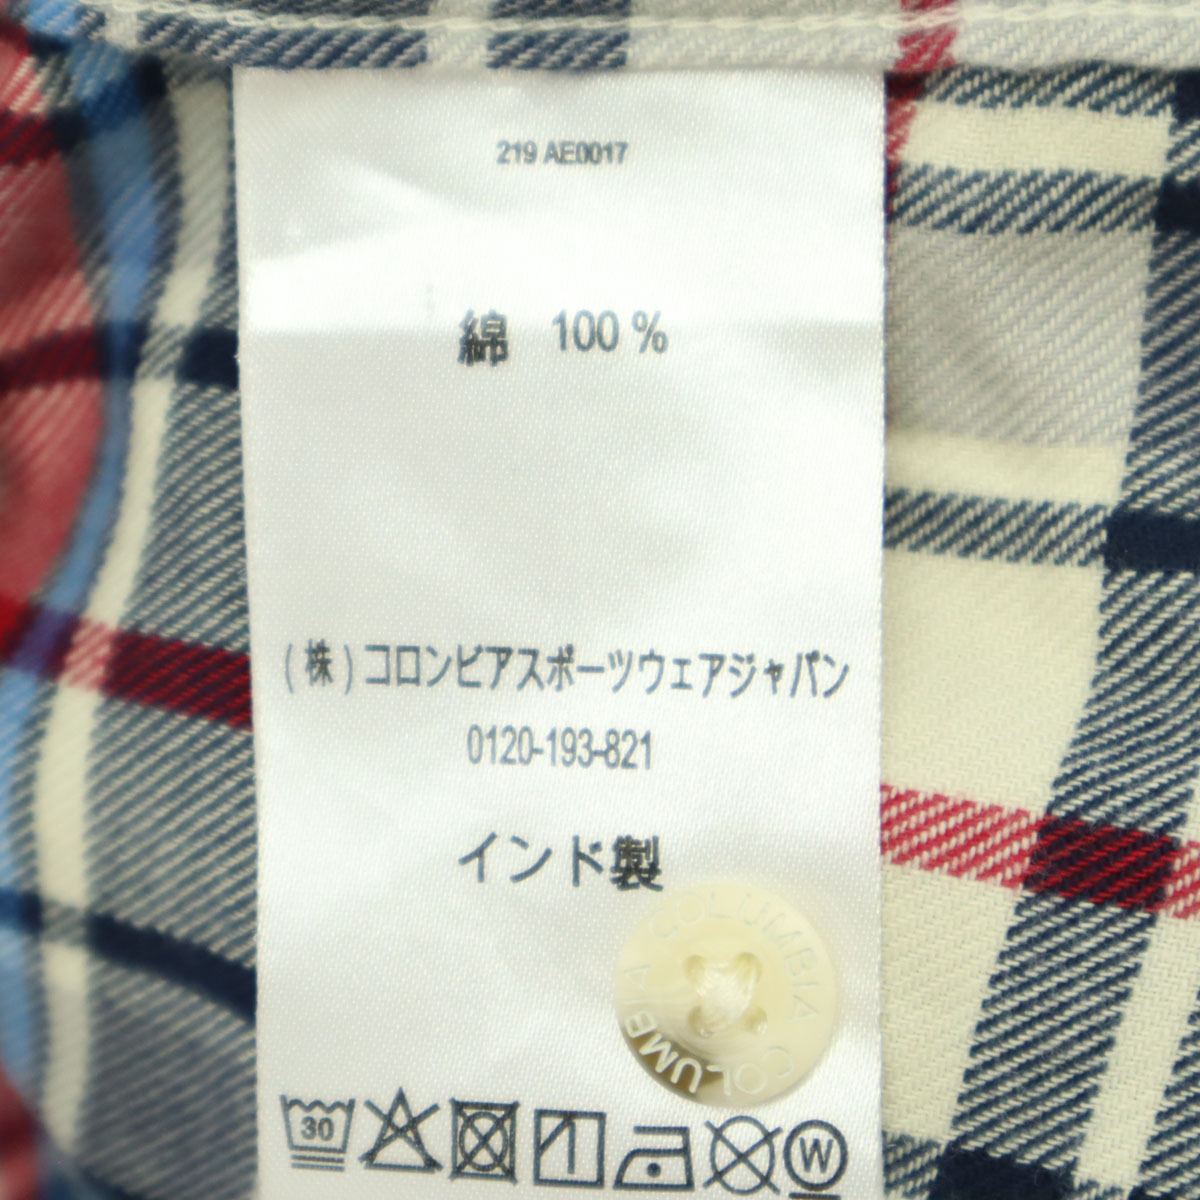 219 AE0017
綿 100 %
(株)コロンビアスポーツウェアジャパン
0120-193-821
インド製
COLUMBIA COLUMBIA
30
W